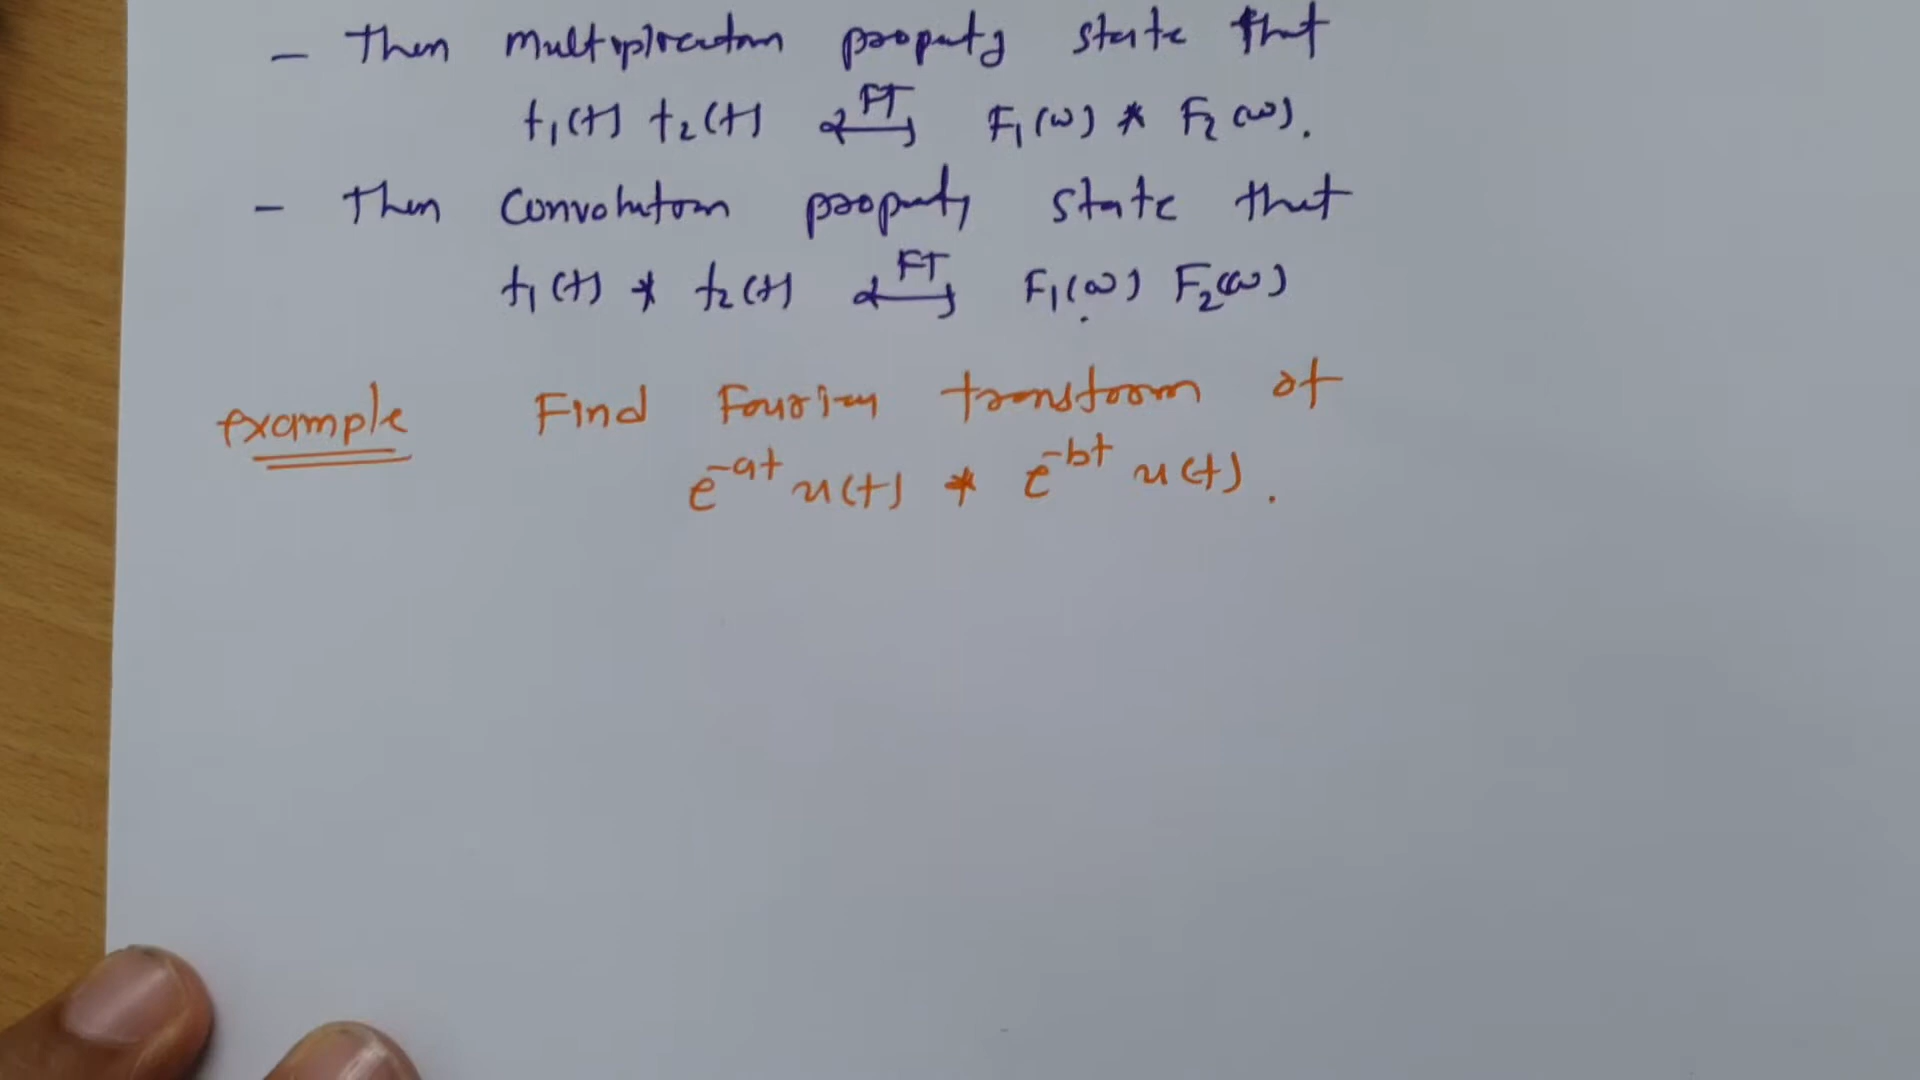 - Then multiplication property state that
f₁(t) f₂(t) ⟷FT F₁(ω) * F₂(ω).
- Then Convolution property state that
f₁(t) * f₂(t) ⟷FT F₁(ω) F₂(ω)
example Find Fourier transform of
e^-at u(t) * e^-bt u(t).